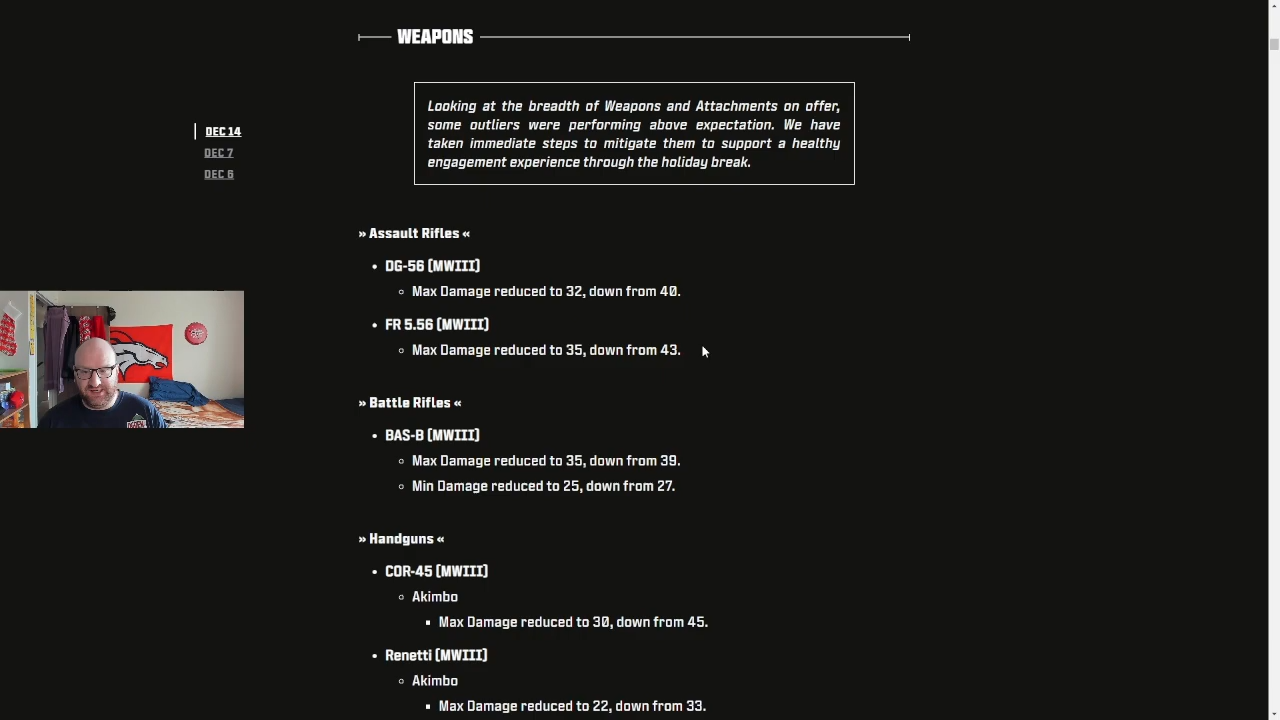 WEAPONS
Looking at the breadth of Weapons and Attachments on offer,
some outliers were performing above expectation. We have
taken immediate steps to mitigate them to support a healthy
engagement experience through the holiday break.
DEC 14
DEC 7
DEC 6
» Assault Rifles «
• DG-56 (MWIII)
◦ Max Damage reduced to 32, down from 40.
• FR 5.56 (MWIII)
◦ Max Damage reduced to 35, down from 43.
» Battle Rifles «
• BAS-B (MWIII)
◦ Max Damage reduced to 35, down from 39.
◦ Min Damage reduced to 25, down from 27.
» Handguns «
• COR-45 (MWIII)
◦ Akimbo
▪ Max Damage reduced to 30, down from 45.
• Renetti (MWIII)
◦ Akimbo
▪ Max Damage reduced to 22, down from 33.